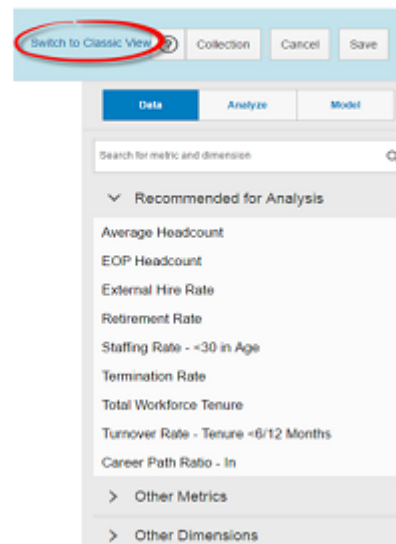 Switch to Classic View ? Collection Cancel Save
Data Analyze Model
Search for metric and dimension
Recommended for Analysis
Average Headcount
EOP Headcount
External Hire Rate
Retirement Rate
Staffing Rate - <30 in Age
Termination Rate
Total Workforce Tenure
Turnover Rate - Tenure <6/12 Months
Career Path Ratio - In
Other Metrics
Other Dimensions